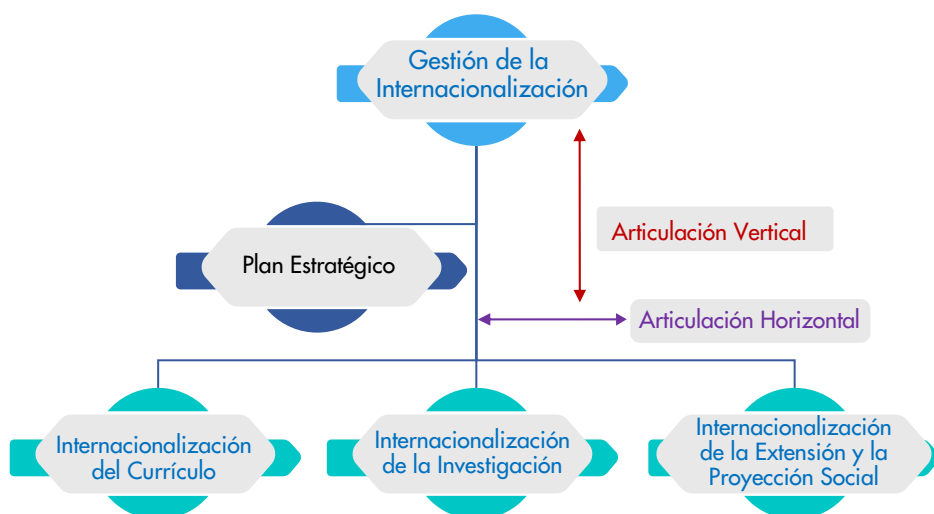 Gestión de la
Internacionalización
Articulación Vertical
Plan Estratégico
Articulación Horizontal
Internacionalización
del Currículo
Internacionalización
de la Investigación
Internacionalización
de la Extensión y la
Proyección Social